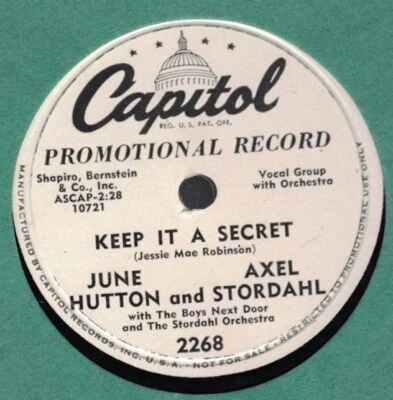 Capitol
REG. U.S. PAT. OFF.
PROMOTIONAL RECORD
Shapiro, Bernstein
& Co., Inc.
ASCAP-2:28
10721
Vocal Group
with Orchestra
KEEP IT A SECRET
(Jessie Mae Robinson)
JUNE AXEL
HUTTON and STORDAHL
with The Boys Next Door
and The Stordahl Orchestra
2268
MANUFACTURED BY CAPITOL RECORDS, INC. U.S.A. - NOT FOR SALE - RESTRICTED TO PROMOTIONAL USE ONLY